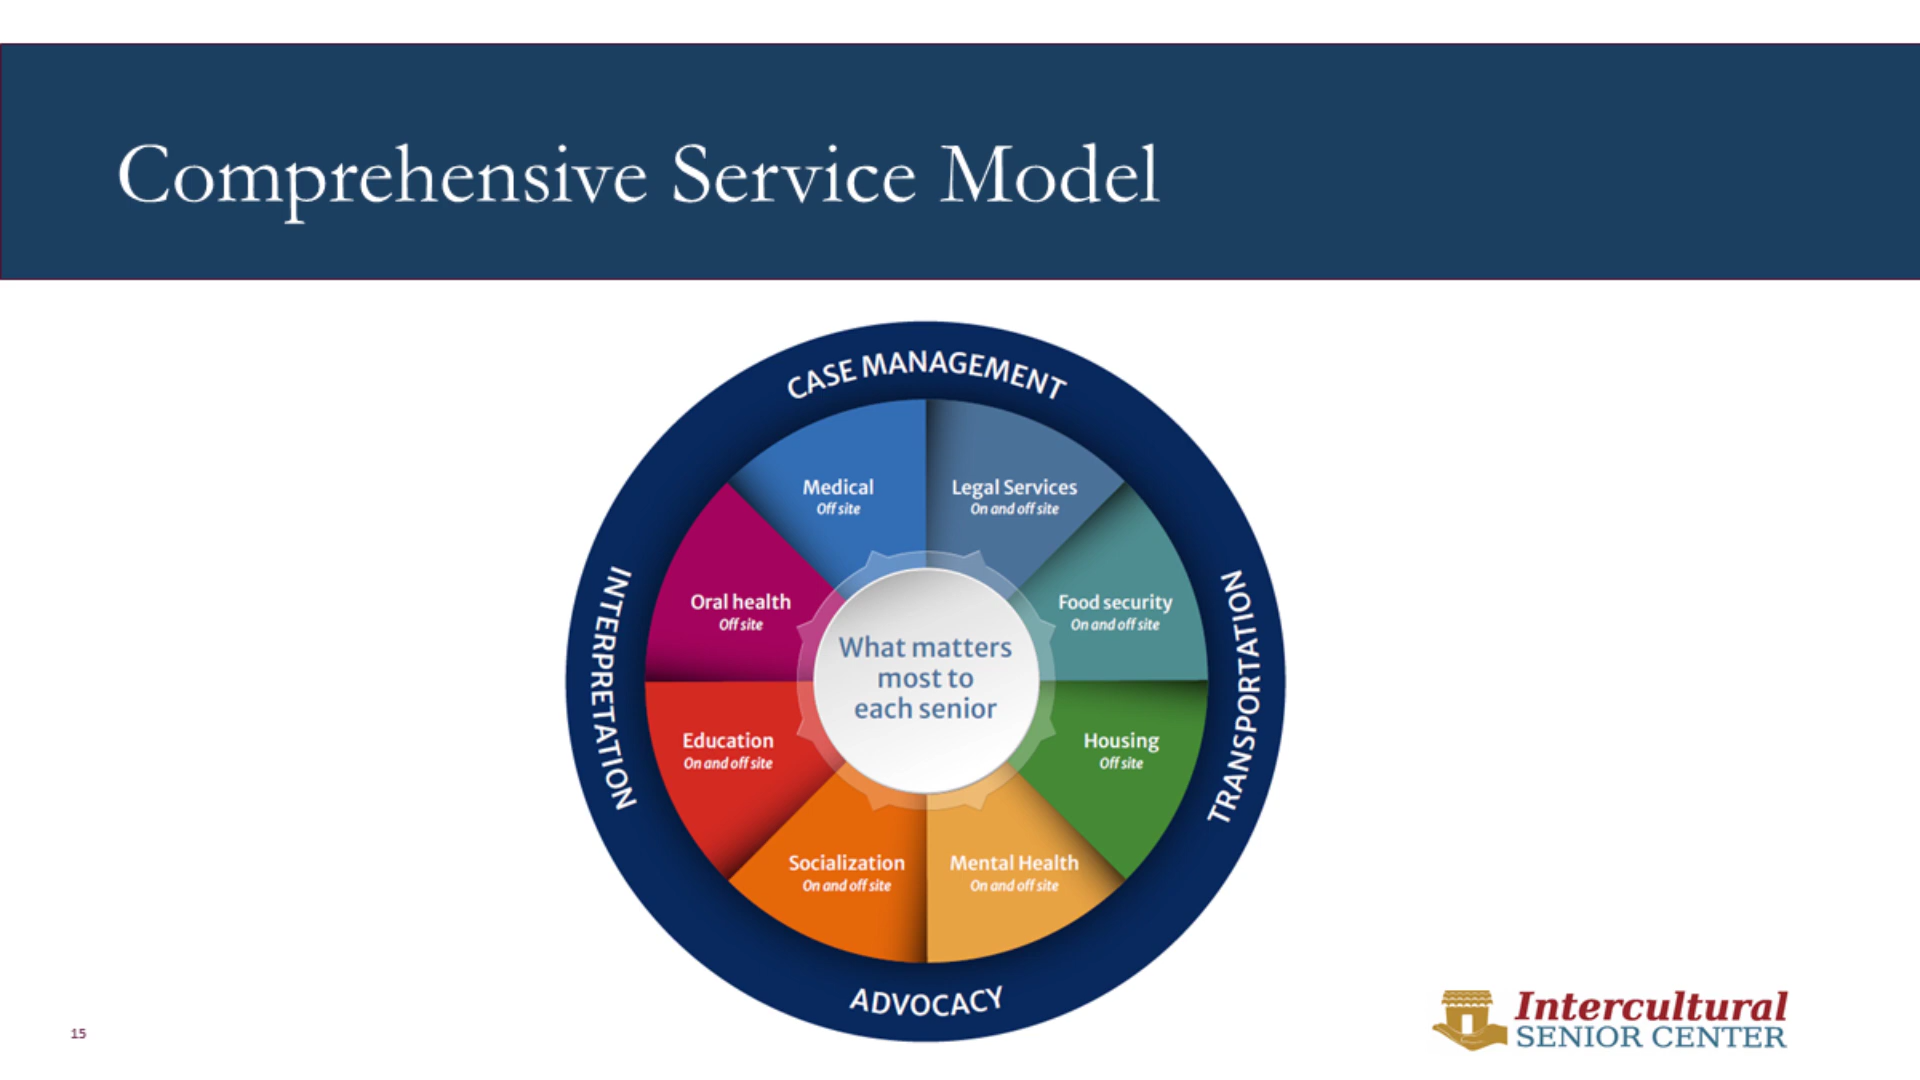 Comprehensive Service Model
CASE MANAGEMENT
Medical
Off site
Legal Services
On and off site
Oral health
Off site
Food security
On and off site
INTERPRETATION
What matters
most to
each senior
TRANSPORTATION
Education
On and off site
Housing
Off site
Socialization
On and off site
Mental Health
On and off site
ADVOCACY
15
Intercultural
SENIOR CENTER